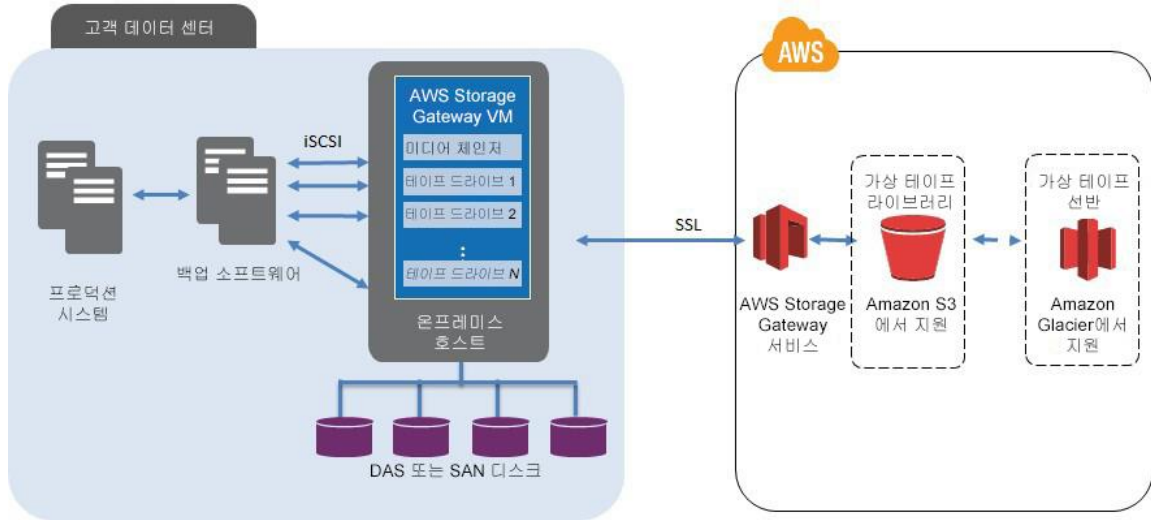 고객 데이터 센터
AWS
AWS Storage
Gateway VM
iSCSI
미디어 체인저
테이프 드라이브 1
테이프 드라이브 2
⋮
테이프 드라이브 N
백업 소프트웨어
프로덕션
시스템
온프레미스
호스트
DAS 또는 SAN 디스크
SSL
AWS Storage
Gateway
서비스
가상 테이프
라이브러리
Amazon S3
에서 지원
가상 테이프
선반
Amazon
Glacier에서
지원